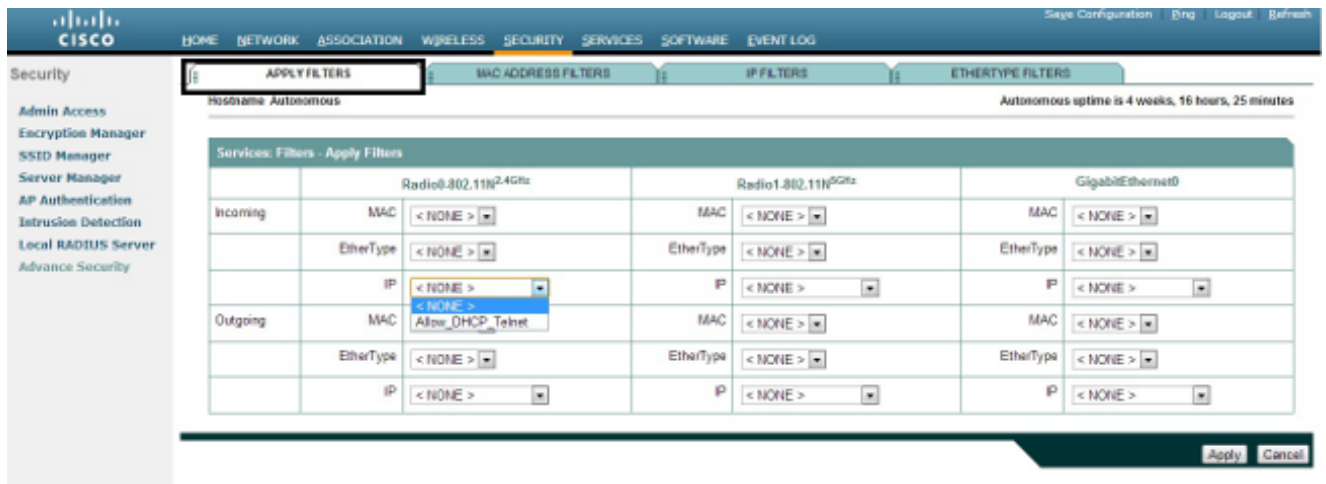 Save Configuration Ping Logout Refresh
CISCO
HOME NETWORK ASSOCIATION WIRELESS SECURITY SERVICES SOFTWARE EVENT LOG
Security
APPLY FILTERS MAC ADDRESS FILTERS IP FILTERS ETHERTYPE FILTERS
Hostname Autonomous Autonomous uptime is 4 weeks, 16 hours, 25 minutes
Admin Access
Encryption Manager
SSID Manager
Server Manager
AP Authentication
Intrusion Detection
Local RADIUS Server
Advance Security
Services: Filters - Apply Filters
Radio0-802.11N2.4GHz Radio1-802.11N5GHz GigabitEthernet0
Incoming MAC < NONE > MAC < NONE > MAC < NONE >
EtherType < NONE > EtherType < NONE > EtherType < NONE >
IP < NONE > IP < NONE > IP < NONE >
< NONE >
Outgoing MAC Allow_DHCP_Telnet MAC < NONE > MAC < NONE >
EtherType < NONE > EtherType < NONE > EtherType < NONE >
IP < NONE > IP < NONE > IP < NONE >
Apply Cancel